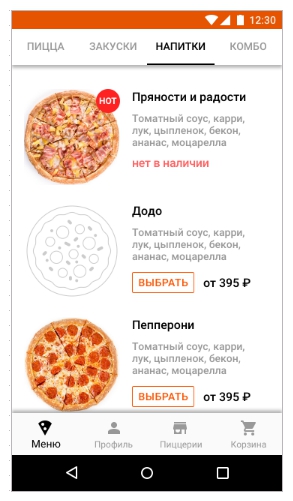 12:30
ПИЦЦА ЗАКУСКИ НАПИТКИ КОМБО
HOT
Пряности и радости
Томатный соус, карри,
лук, цыпленок, бекон,
ананас, моцарелла
нет в наличии
Додо
Томатный соус, карри,
лук, цыпленок, бекон,
ананас, моцарелла
ВЫБРАТЬ от 395 ₽
Пепперони
Томатный соус, карри,
лук, цыпленок, бекон,
ананас, моцарелла
ВЫБРАТЬ от 395 ₽
Меню Профиль Пиццерии Корзина